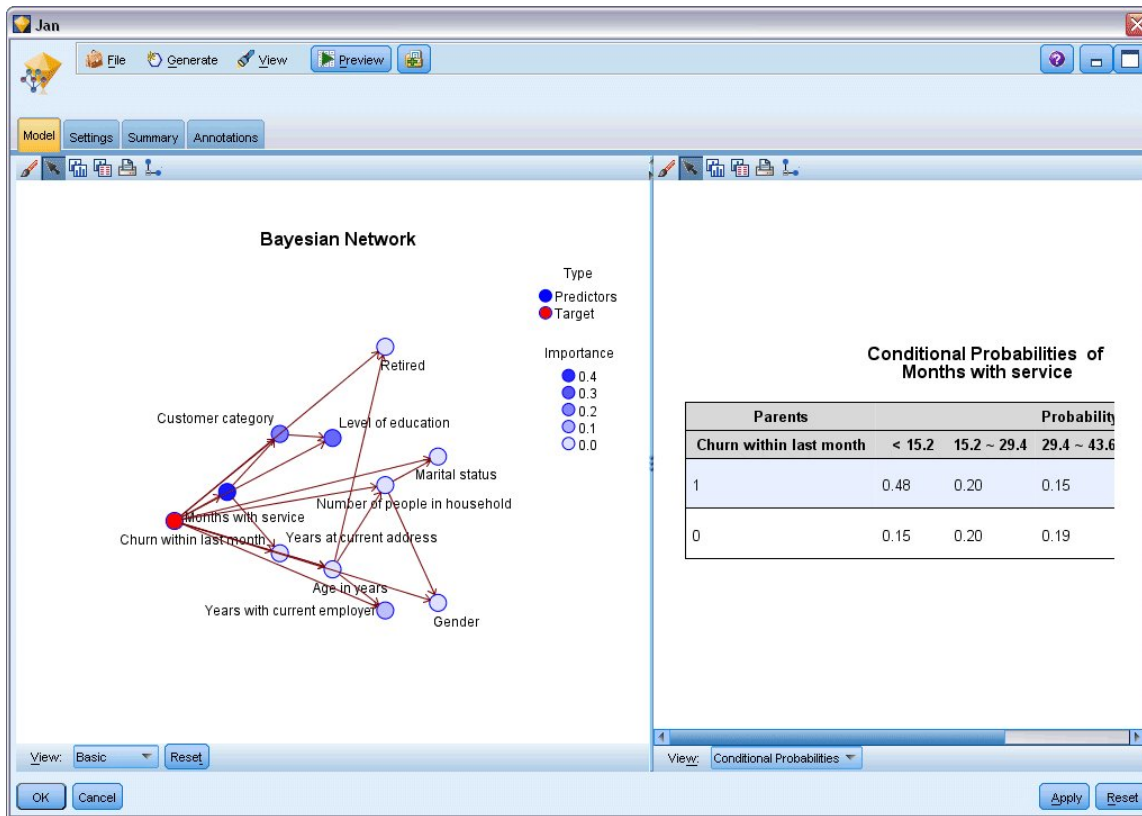 Jan
File Generate View Preview
Model Settings Summary Annotations
Bayesian Network
Type
Predictors
Target
Importance
0.4
0.3
0.2
0.1
0.0
Retired
Customer category
Level of education
Marital status
Number of people in household
Months with service
Churn within last month
Years at current address
Age in years
Years with current employer
Gender
View: Basic Reset
Conditional Probabilities of
Months with service
Parents Probability
Churn within last month < 15.2 15.2 ~ 29.4 29.4 ~ 43.6
1 0.48 0.20 0.15
0 0.15 0.20 0.19
View: Conditional Probabilities
OK Cancel Apply Reset